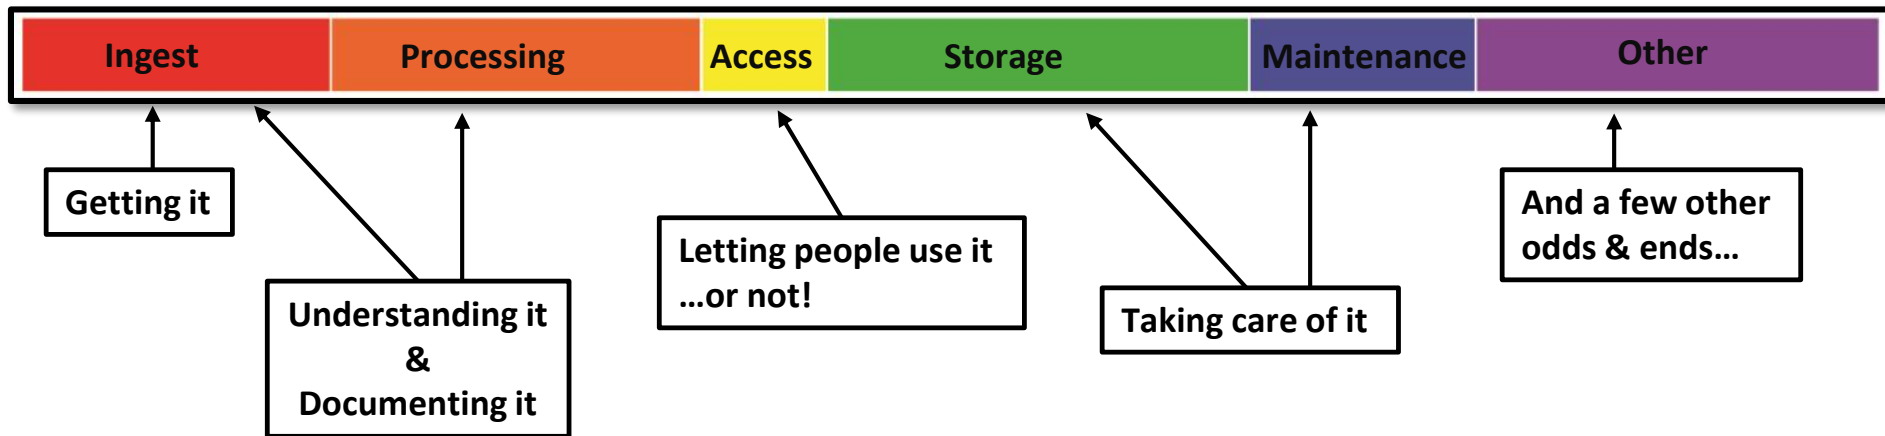 Ingest
Processing
Access
Storage
Maintenance
Other
Getting it
Understanding it
&
Documenting it
Letting people use it
...or not!
Taking care of it
And a few other
odds & ends...